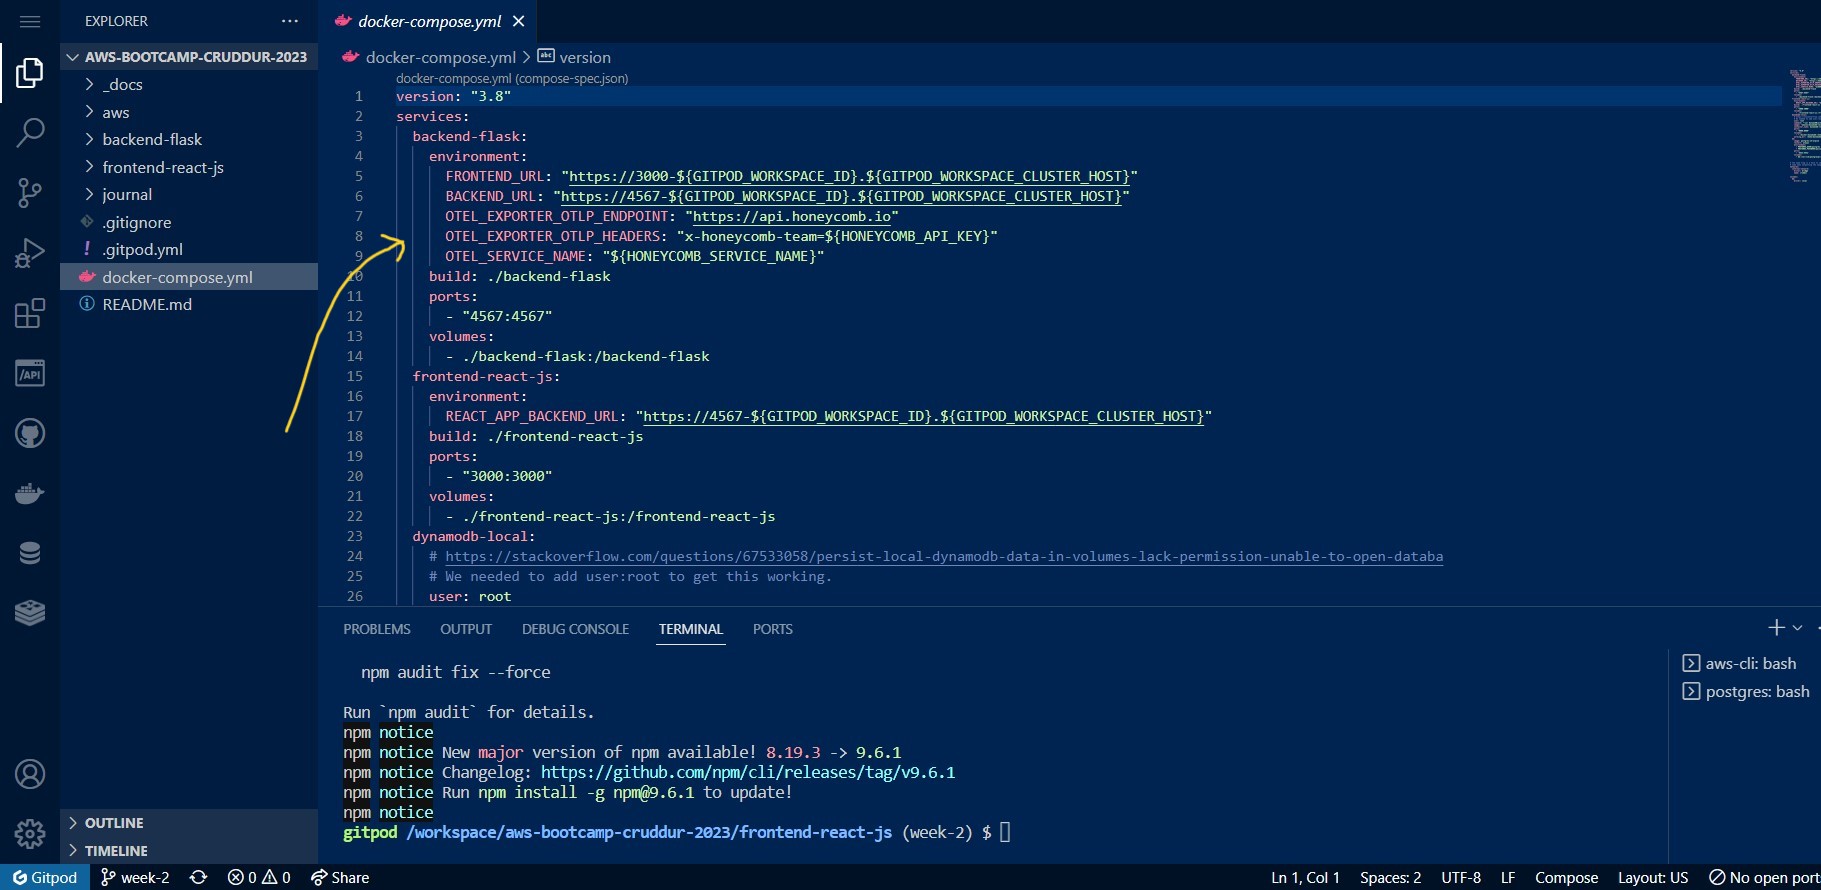 EXPLORER
AWS-BOOTCAMP-CRUDDUR-2023
_docs
aws
backend-flask
frontend-react-js
journal
.gitignore
.gitpod.yml
docker-compose.yml
README.md
OUTLINE
TIMELINE
docker-compose.yml
docker-compose.yml > version
docker-compose.yml (compose-spec.json)
1 version: "3.8"
2 services:
3 backend-flask:
4 environment:
5 FRONTEND_URL: "https://3000-${GITPOD_WORKSPACE_ID}.${GITPOD_WORKSPACE_CLUSTER_HOST}"
6 BACKEND_URL: "https://4567-${GITPOD_WORKSPACE_ID}.${GITPOD_WORKSPACE_CLUSTER_HOST}"
7 OTEL_EXPORTER_OTLP_ENDPOINT: "https://api.honeycomb.io"
8 OTEL_EXPORTER_OTLP_HEADERS: "x-honeycomb-team=${HONEYCOMB_API_KEY}"
9 OTEL_SERVICE_NAME: "${HONEYCOMB_SERVICE_NAME}"
10 build: ./backend-flask
11 ports:
12 - "4567:4567"
13 volumes:
14 - ./backend-flask:/backend-flask
15 frontend-react-js:
16 environment:
17 REACT_APP_BACKEND_URL: "https://4567-${GITPOD_WORKSPACE_ID}.${GITPOD_WORKSPACE_CLUSTER_HOST}"
18 build: ./frontend-react-js
19 ports:
20 - "3000:3000"
21 volumes:
22 - ./frontend-react-js:/frontend-react-js
23 dynamodb-local:
24 # https://stackoverflow.com/questions/67533058/persist-local-dynamodb-data-in-volumes-lack-permission-unable-to-open-databa
25 # We needed to add user:root to get this working.
26 user: root
PROBLEMS OUTPUT DEBUG CONSOLE TERMINAL PORTS
npm audit fix --force
Run `npm audit` for details.
npm notice
npm notice New major version of npm available! 8.19.3 -> 9.6.1
npm notice Changelog: https://github.com/npm/cli/releases/tag/v9.6.1
npm notice Run npm install -g npm@9.6.1 to update!
npm notice
gitpod /workspace/aws-bootcamp-cruddur-2023/frontend-react-js (week-2) $
aws-cli: bash
postgres: bash
Gitpod week-2 0 0 Share Ln 1, Col 1 Spaces: 2 UTF-8 LF Compose Layout: US No open port